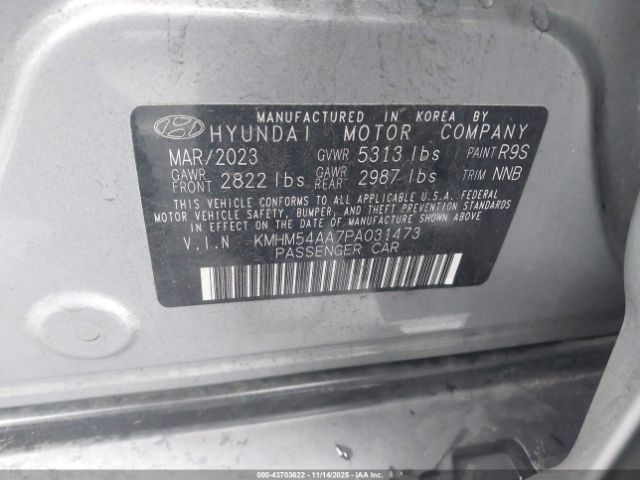 MANUFACTURED IN KOREA BY
HYUNDAI MOTOR COMPANY
MAR/2023 GVWR 5313 lbs PAINT R9S
GAWR FRONT 2822 lbs GAWR REAR 2987 lbs TRIM NNB
THIS VEHICLE CONFORMS TO ALL APPLICABLE U.S.A. FEDERAL
MOTOR VEHICLE SAFETY, BUMPER, AND THEFT PREVENTION STANDARDS
IN EFFECT ON THE DATE OF MANUFACTURE SHOWN ABOVE.
V.I.N KMHM54AA7PA031473
PASSENGER CAR
000-43703622 - 11/14/2025 - IAAI.COM